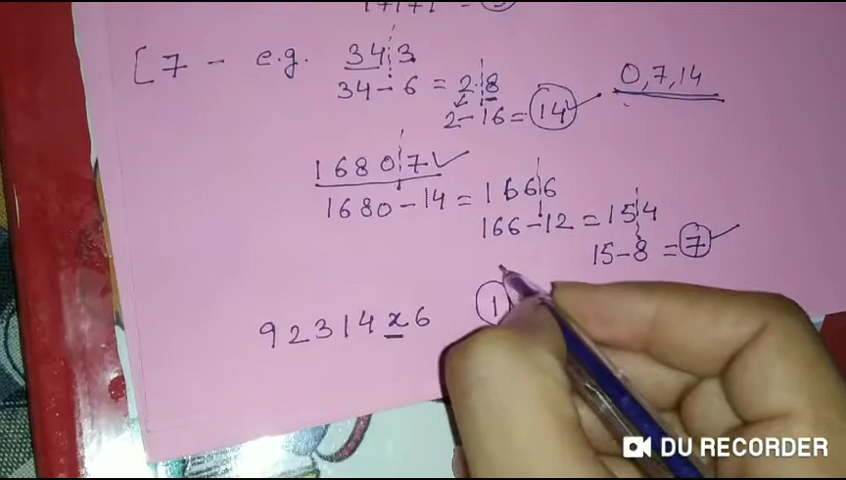 [7 - e.g. 343
34 - 6 = 28
2 - 16 = 14
0, 7, 14
16807
1680 - 14 = 1666
166 - 12 = 154
15 - 8 = 7
92314x6
1
DU RECORDER